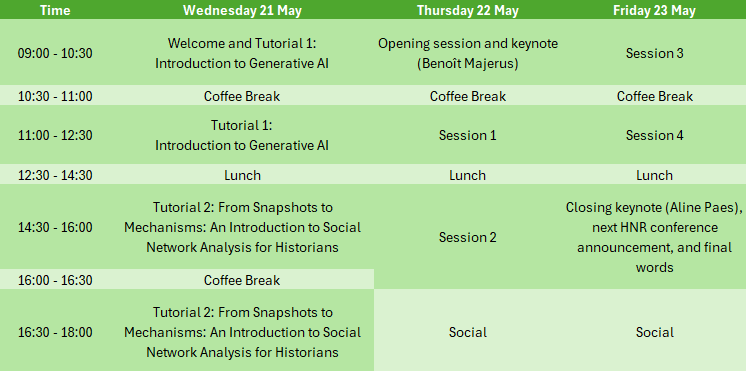 Time Wednesday 21 May Thursday 22 May Friday 23 May
09:00 - 10:30
Welcome and Tutorial 1:
Introduction to Generative AI
Opening session and keynote
(Benoît Majerus)
Session 3
10:30 - 11:00 Coffee Break Coffee Break Coffee Break
11:00 - 12:30
Tutorial 1:
Introduction to Generative AI
Session 1
Session 4
12:30 - 14:30 Lunch Lunch Lunch
14:30 - 16:00
Tutorial 2: From Snapshots to
Mechanisms: An Introduction to Social
Network Analysis for Historians
Session 2
Closing keynote (Aline Paes),
next HNR conference
announcement, and final
words
16:00 - 16:30 Coffee Break
16:30 - 18:00
Tutorial 2: From Snapshots to
Mechanisms: An Introduction to Social
Network Analysis for Historians
Social
Social